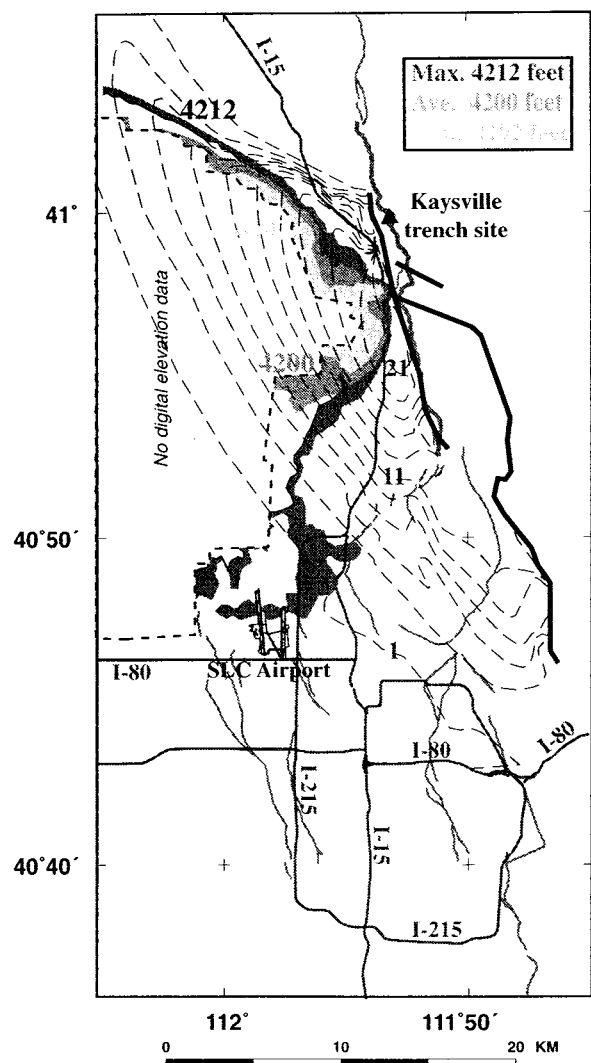 I-15
Max. 4212 feet
Ave. 4200 feet
4192 feet
4212
41°
Kaysville
trench site
No digital elevation data
4200
21
11
40°50´
1
I-80
SLC Airport
I-80
I-80
I-215
I-15
40°40´
I-215
112°
111°50´
0 10 20 KM